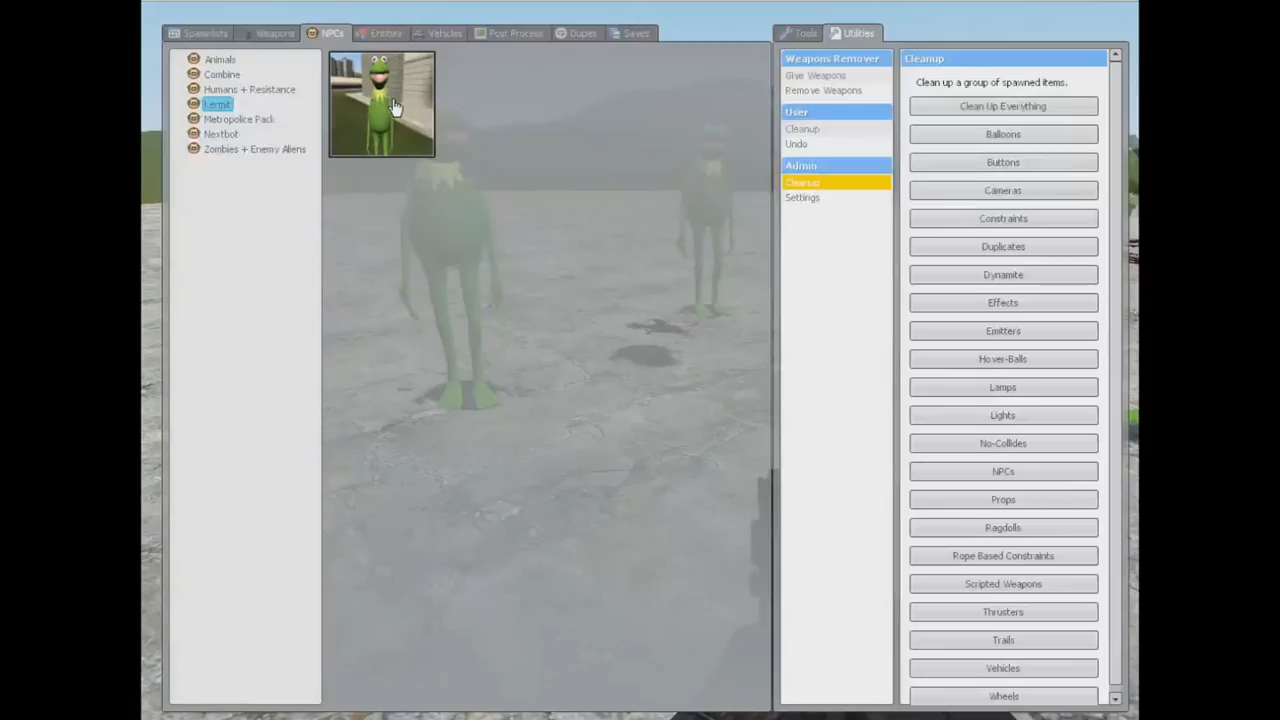 Spawnlists Weapons NPCs Entities Vehicles Post Process Dupes Saves
Animals
Combine
Humans + Resistance
Kermit
Metropolice Pack
Nextbot
Zombies + Enemy Aliens
Tools Utilities
Weapons Remover
Give Weapons
Remove Weapons
User
Cleanup
Undo
Admin
Cleanup
Settings
Cleanup
Clean up a group of spawned items.
Clean Up Everything
Balloons
Buttons
Cameras
Constraints
Duplicates
Dynamite
Effects
Emitters
Hover-Balls
Lamps
Lights
No-Collides
NPCs
Props
Ragdolls
Rope Based Constraints
Scripted Weapons
Thrusters
Trails
Vehicles
Wheels